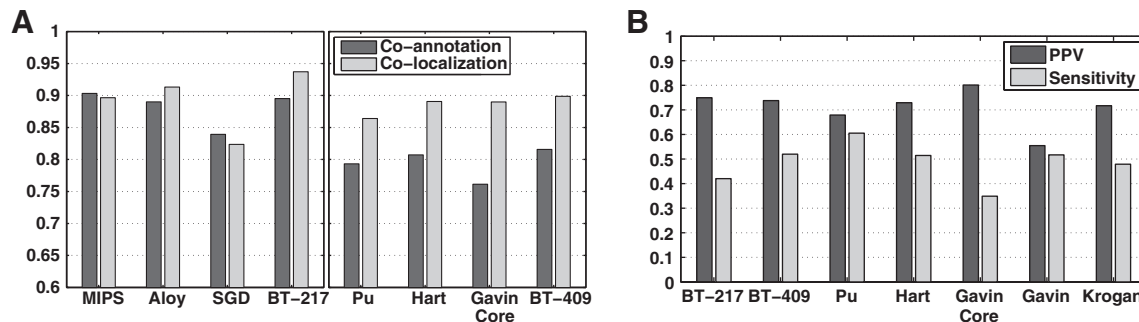 A
1
0.95
0.9
0.85
0.8
0.75
0.7
0.65
0.6
Co−annotation
Co−localization
MIPS Aloy SGD BT−217 Pu Hart Gavin BT−409
Core
B
1
0.9
0.8
0.7
0.6
0.5
0.4
0.3
0.2
0.1
0
PPV
Sensitivity
BT−217 BT−409 Pu Hart Gavin Gavin Krogan
Core